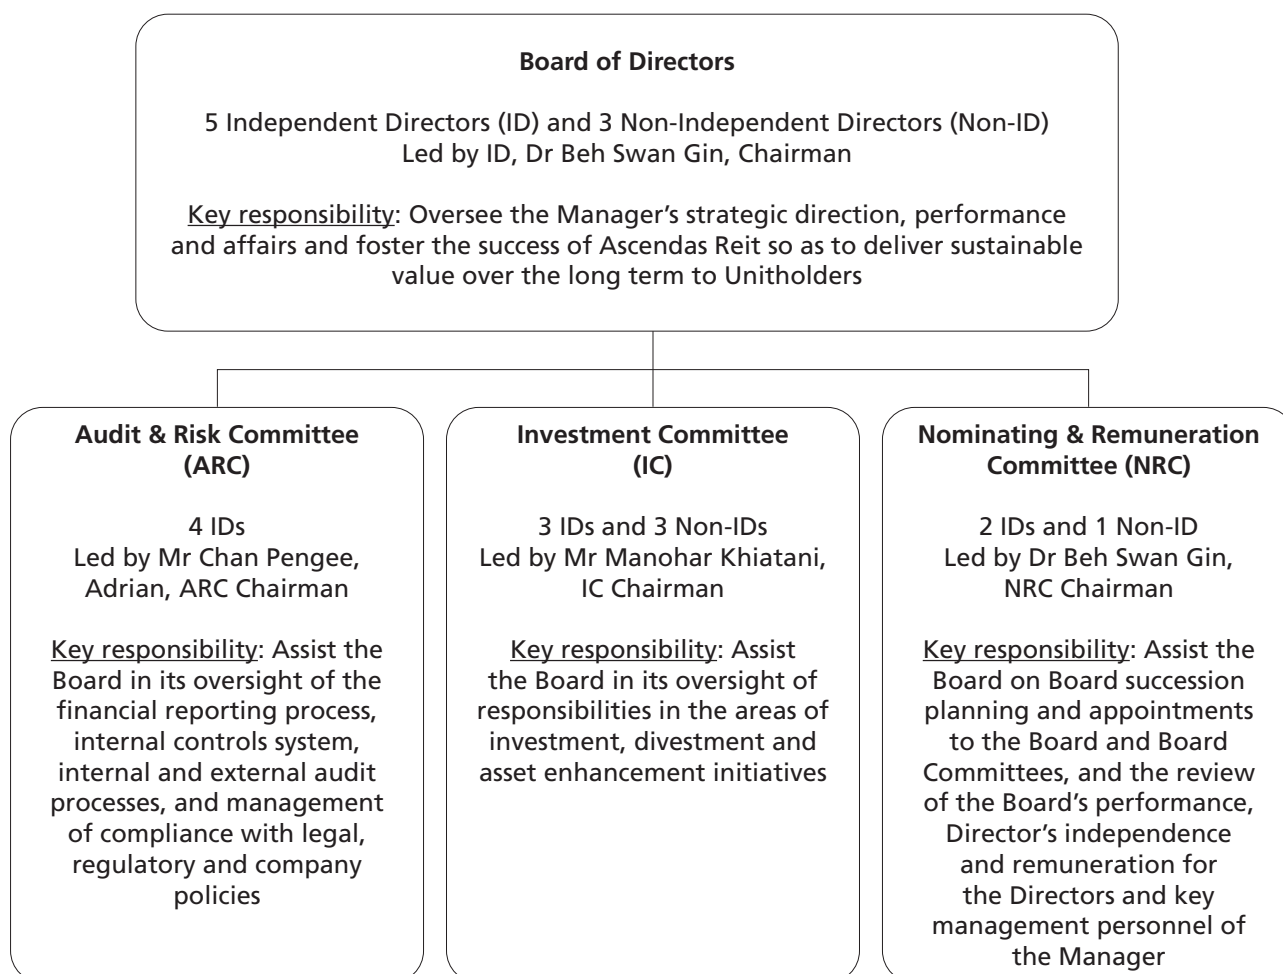 Board of Directors
5 Independent Directors (ID) and 3 Non-Independent Directors (Non-ID)
Led by ID, Dr Beh Swan Gin, Chairman
Key responsibility: Oversee the Manager’s strategic direction, performance
and affairs and foster the success of Ascendas Reit so as to deliver sustainable
value over the long term to Unitholders
Audit & Risk Committee
(ARC)
4 IDs
Led by Mr Chan Pengee,
Adrian, ARC Chairman
Key responsibility: Assist the
Board in its oversight of the
financial reporting process,
internal controls system,
internal and external audit
processes, and management
of compliance with legal,
regulatory and company
policies
Investment Committee
(IC)
3 IDs and 3 Non-IDs
Led by Mr Manohar Khiatani,
IC Chairman
Key responsibility: Assist
the Board in its oversight of
responsibilities in the areas of
investment, divestment and
asset enhancement initiatives
Nominating & Remuneration
Committee (NRC)
2 IDs and 1 Non-ID
Led by Dr Beh Swan Gin,
NRC Chairman
Key responsibility: Assist the
Board on Board succession
planning and appointments
to the Board and Board
Committees, and the review
of the Board’s performance,
Director’s independence
and remuneration for
the Directors and key
management personnel of
the Manager